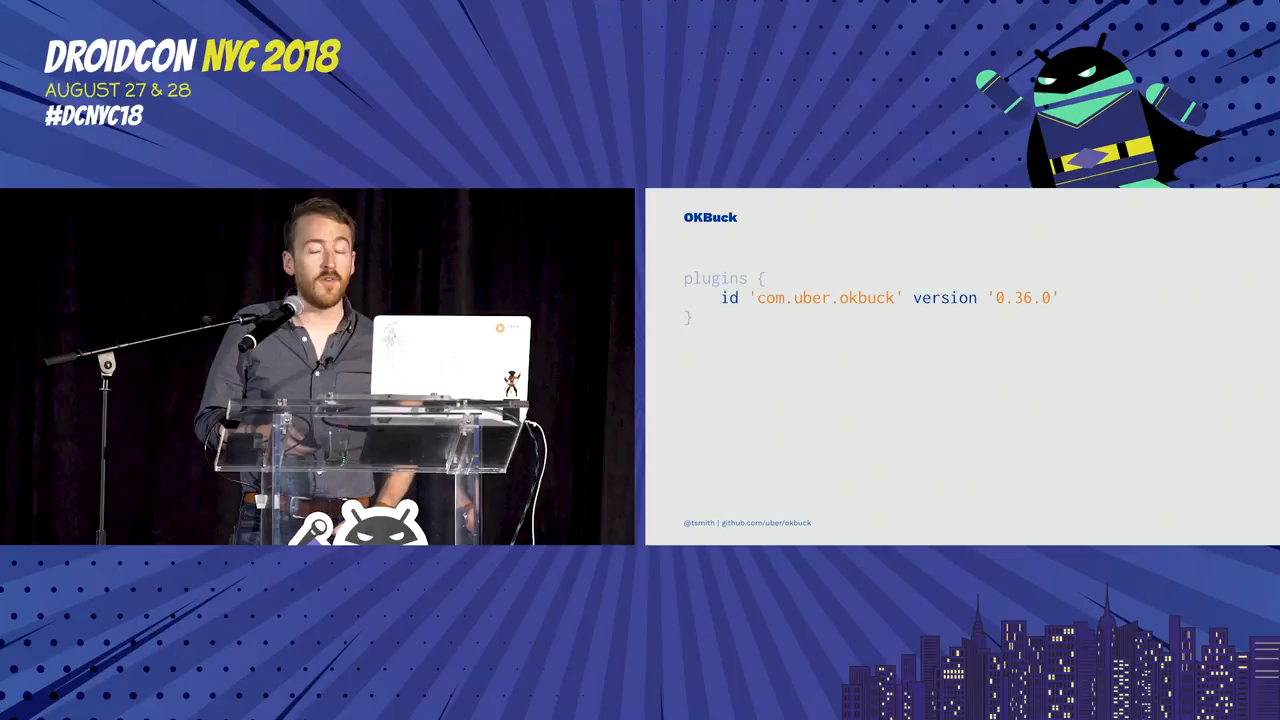 DROIDCON NYC 2018
AUGUST 27 & 28
#DCNYC18
OKBuck
plugins {
id 'com.uber.okbuck' version '0.36.0'
}
@tsmith | github.com/uber/okbuck